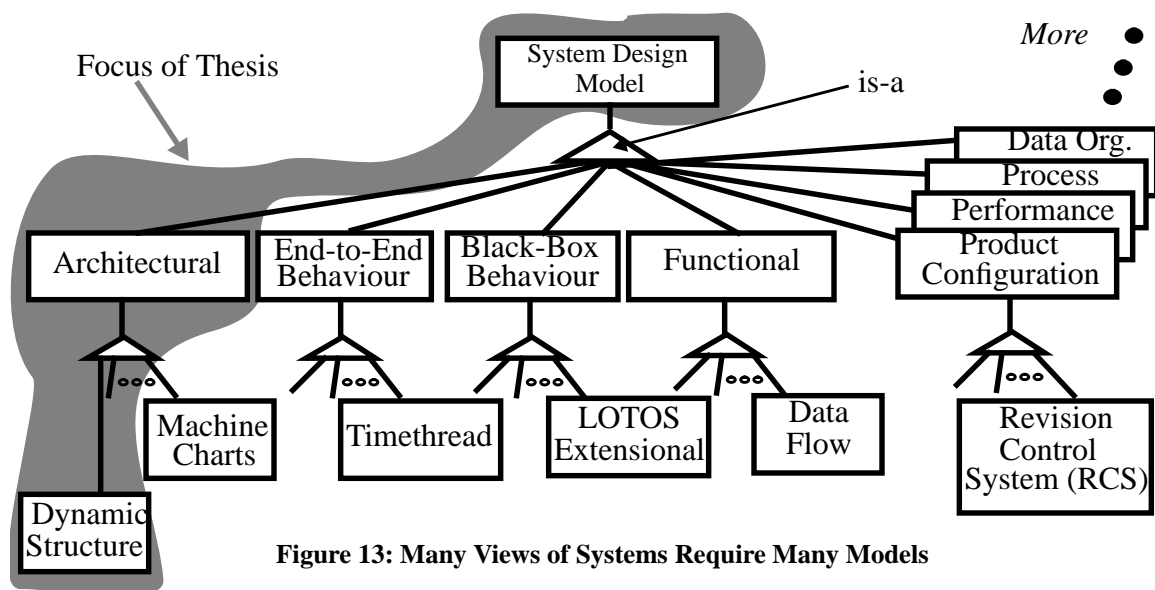 More
System Design
Model
Focus of Thesis
is-a
Data Org.
Process
Performance
Product
Configuration
Architectural
End-to-End
Behaviour
Black-Box
Behaviour
Functional
Machine
Charts
Timethread
LOTOS
Extensional
Data
Flow
Revision
Control
System (RCS)
Dynamic
Structure
Figure 13: Many Views of Systems Require Many Models